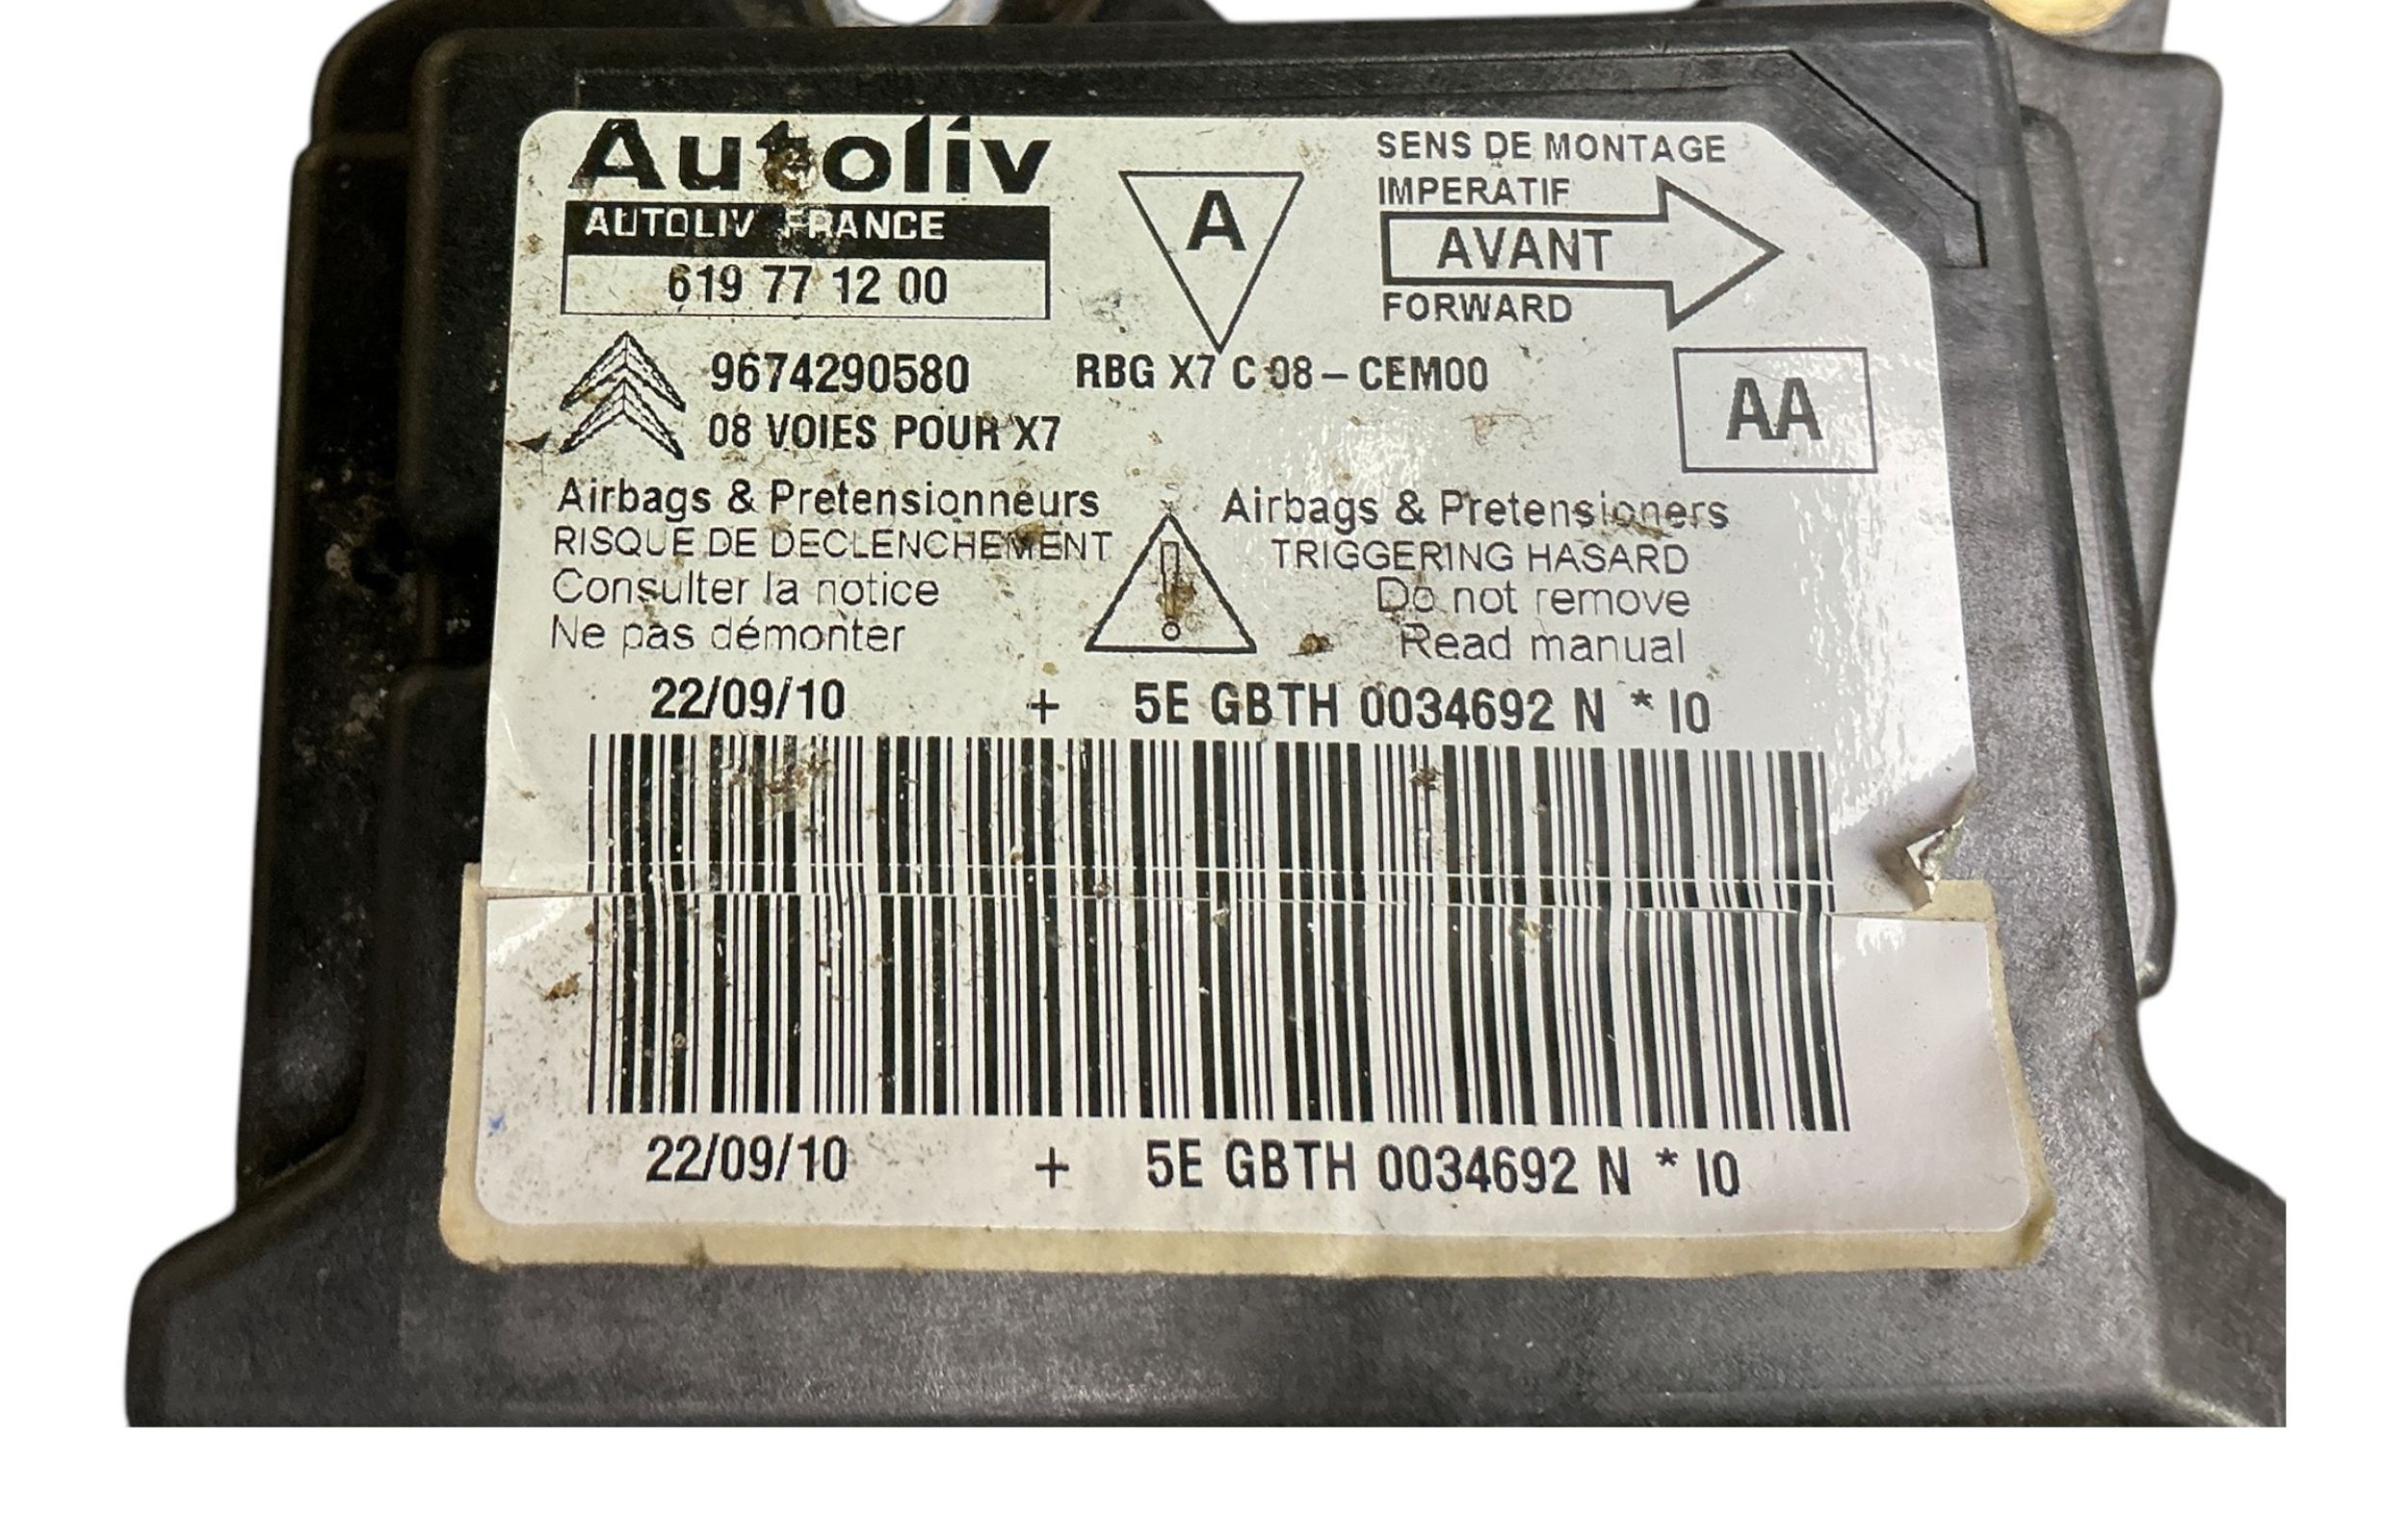 Autoliv
AUTOLIV FRANCE
619 77 12 00
A
SENS DE MONTAGE
IMPERATIF
AVANT
FORWARD
9674290580
RBG X7 C 08 – CEM00
08 VOIES POUR X7
AA
Airbags & Pretensionneurs
RISQUE DE DECLENCHEMENT
Consulter la notice
Ne pas démonter
Airbags & Pretensioners
TRIGGERING HASARD
Do not remove
Read manual
22/09/10 + 5E GBTH 0034692 N * I0
22/09/10 + 5E GBTH 0034692 N * I0